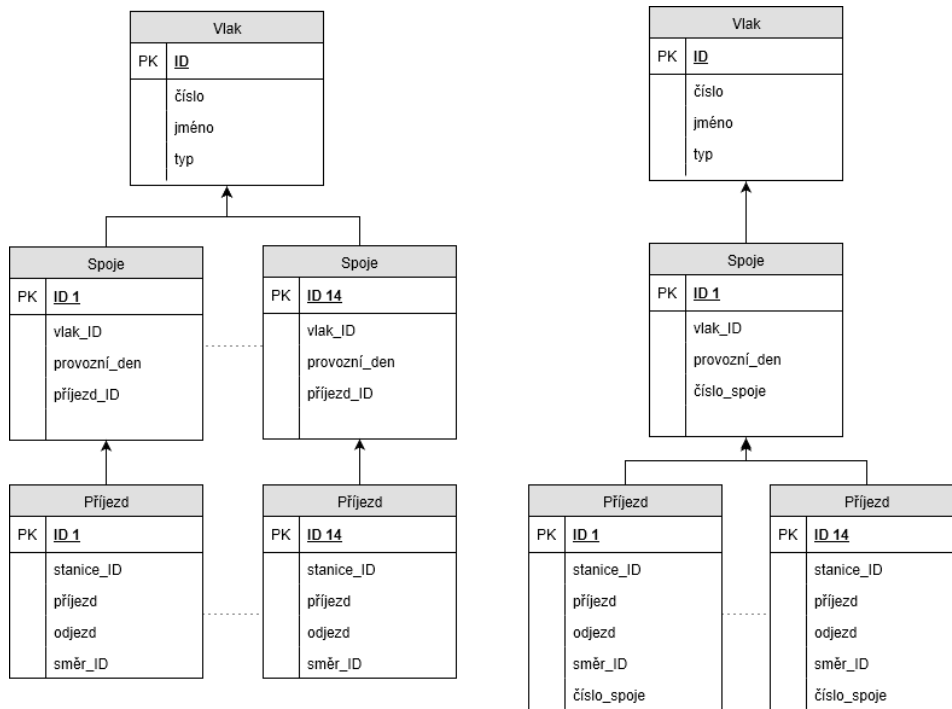 Vlak
PK ID
číslo
jméno
typ
Spoje
PK ID 1
vlak_ID
provozní_den
příjezd_ID
Spoje
PK ID 14
vlak_ID
provozní_den
příjezd_ID
Příjezd
PK ID 1
stanice_ID
příjezd
odjezd
směr_ID
Příjezd
PK ID 14
stanice_ID
příjezd
odjezd
směr_ID
Vlak
PK ID
číslo
jméno
typ
Spoje
PK ID 1
vlak_ID
provozní_den
číslo_spoje
Příjezd
PK ID 1
stanice_ID
příjezd
odjezd
směr_ID
číslo_spoje
Příjezd
PK ID 14
stanice_ID
příjezd
odjezd
směr_ID
číslo_spoje